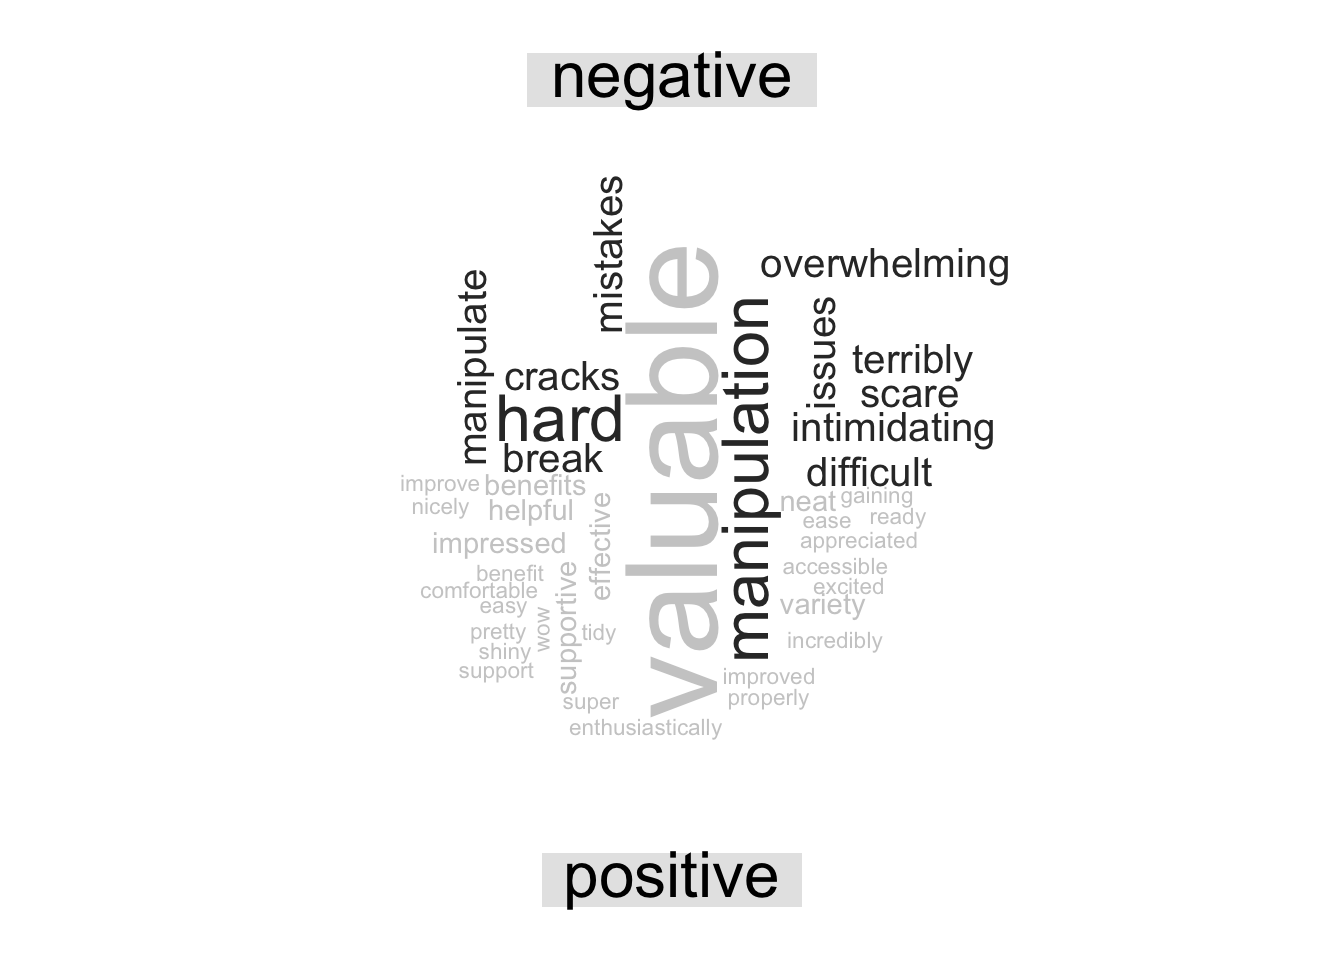 negative
mistakes
overwhelming
manipulate
valuable
manipulation
issues
terribly
cracks
scare
hard
intimidating
break
difficult
improve
benefits
neat
gaining
nicely
helpful
effective
ease
ready
impressed
appreciated
benefit
accessible
comfortable
excited
easy
variety
wow
supportive
pretty
tidy
incredibly
shiny
support
improved
super
properly
enthusiastically
positive